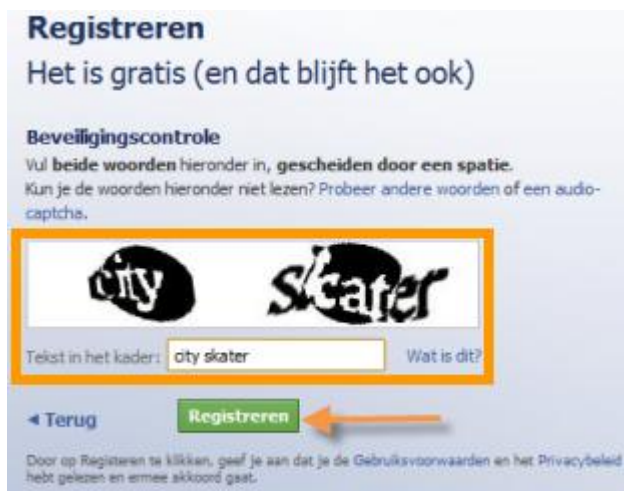 Registreren
Het is gratis (en dat blijft het ook)
Beveiligingscontrole
Vul beide woorden hieronder in, gescheiden door een spatie.
Kun je de woorden hieronder niet lezen? Probeer andere woorden of een audio-
captcha.
city skater
Tekst in het kader: city skater Wat is dit?
◄ Terug Registreren
Door op Registeren te klikken, geef je aan dat je de Gebruiksvoorwaarden en het Privacybeleid
hebt gelezen en ermee akkoord gaat.